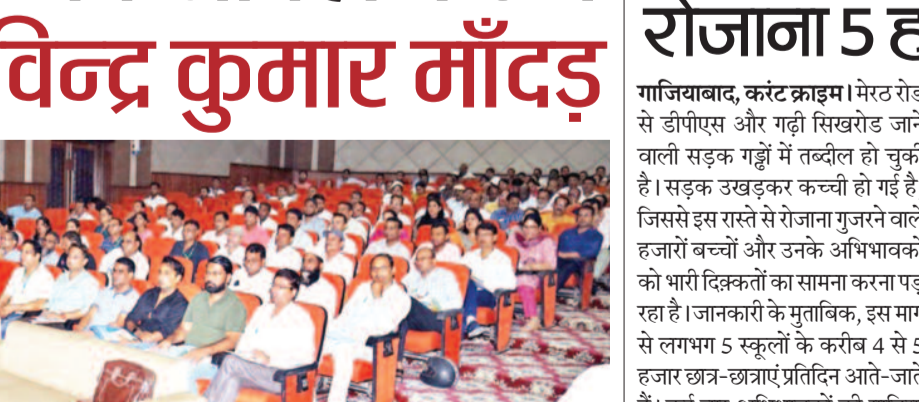 विन्द्र कुमार माँदड़
रोजाना 5
गाजियाबाद, करंट क्राइम। मेरठ रोड
से डीपीएस और गढ़ी सिखरोड जाने
वाली सड़क गड्ढों में तब्दील हो चुकी
है। सड़क उखड़कर कच्ची हो गई है
जिससे इस रास्ते से रोजाना गुजरने वाले
हजारों बच्चों और उनके अभिभावकों
को भारी दिक़्कतों का सामना करना पड़
रहा है। जानकारी के मुताबिक, इस मार्ग
से लगभग 5 स्कूलों के करीब 4 से 5
हजार छात्र-छात्राएं प्रतिदिन आते-जाते